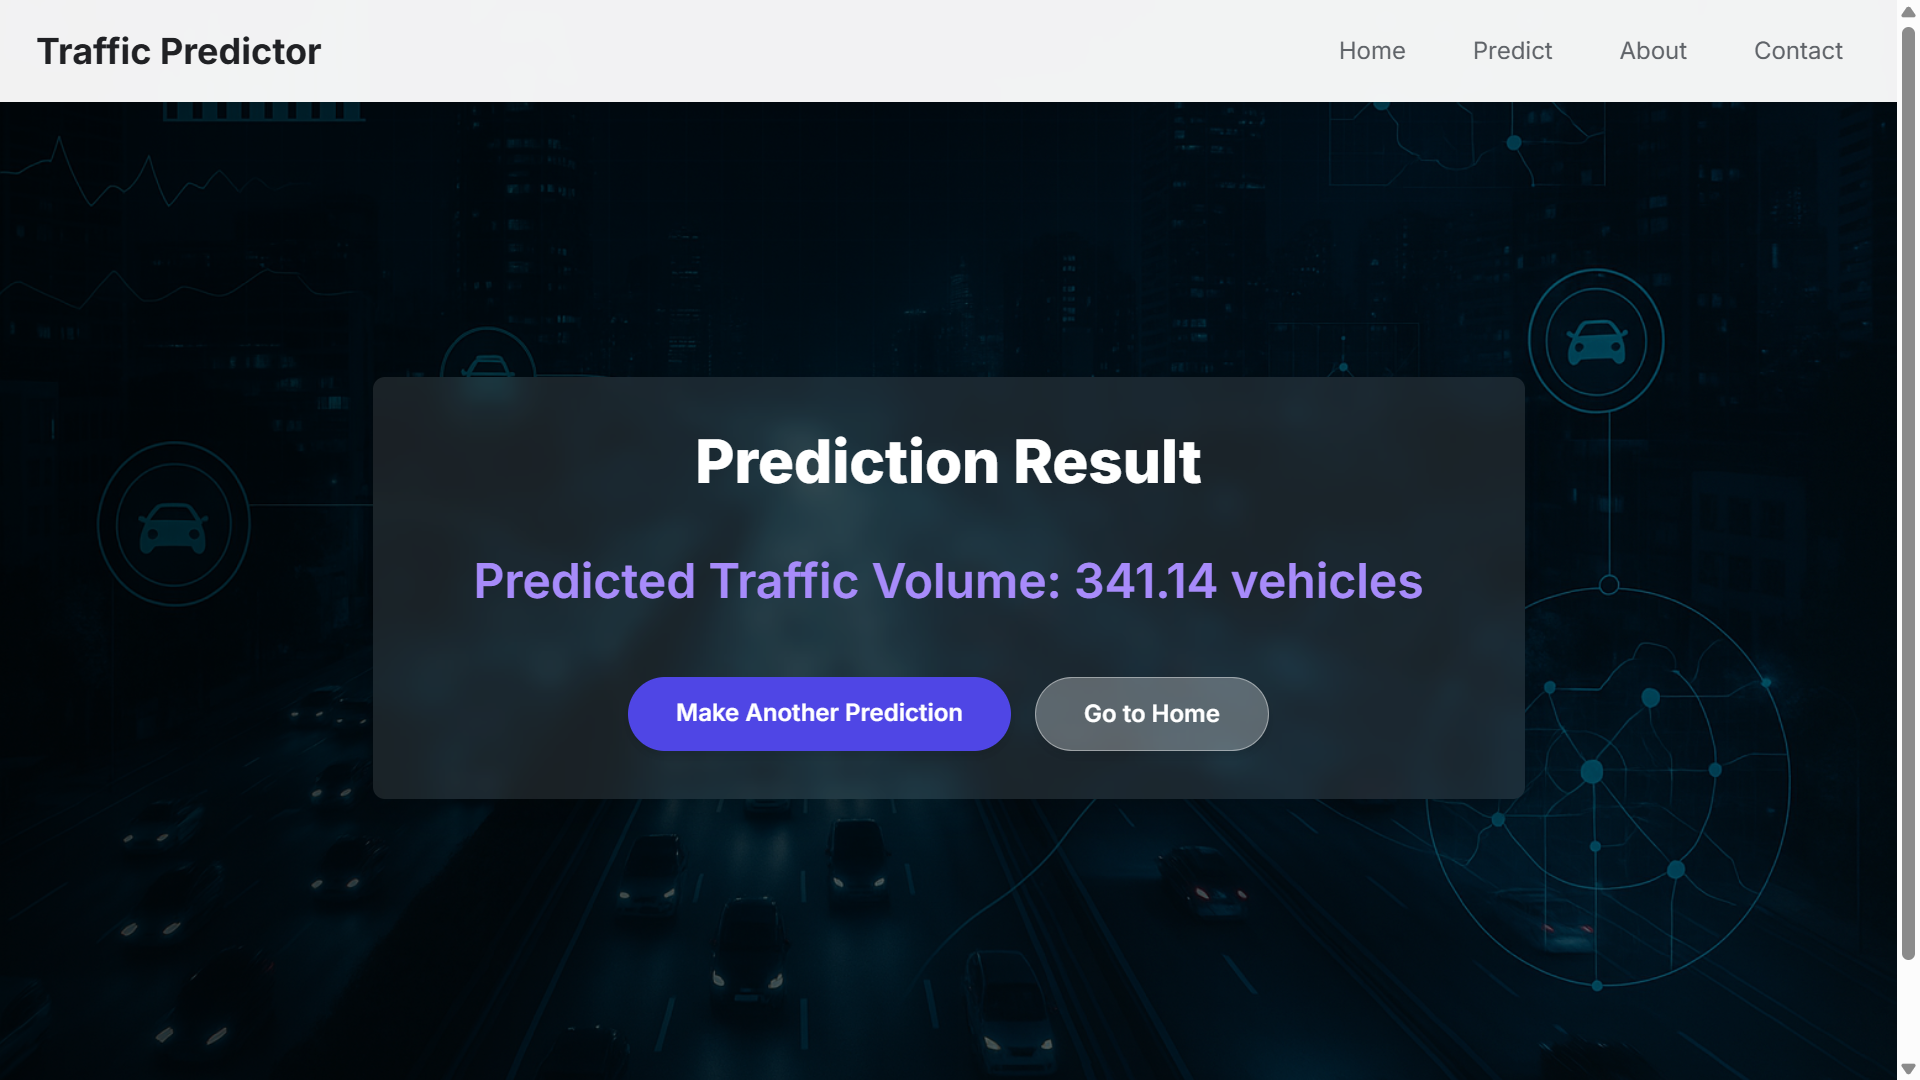 Traffic Predictor
Home Predict About Contact
Prediction Result
Predicted Traffic Volume: 341.14 vehicles
Make Another Prediction
Go to Home